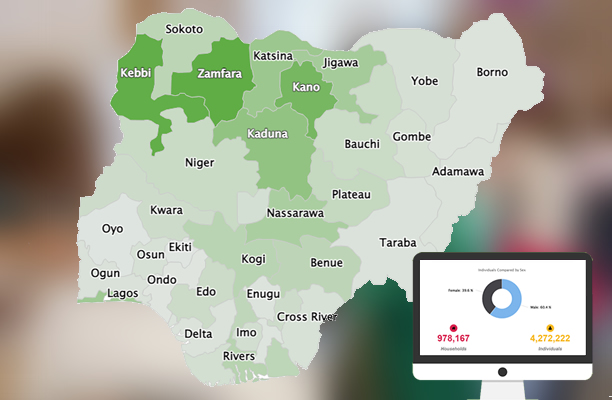 Sokoto
Kebbi
Zamfara
Katsina
Jigawa
Kano
Yobe
Borno
Kaduna
Bauchi
Gombe
Niger
Adamawa
Plateau
Kwara
Nassarawa
Oyo
Taraba
Osun
Ekiti
Kogi
Benue
Ogun
Ondo
Lagos
Edo
Enugu
Cross River
Delta
Imo
Rivers
Individuals Compared by Sex
Female: 39.6 %
Male: 60.4 %
978,167
Households
4,272,222
Individuals